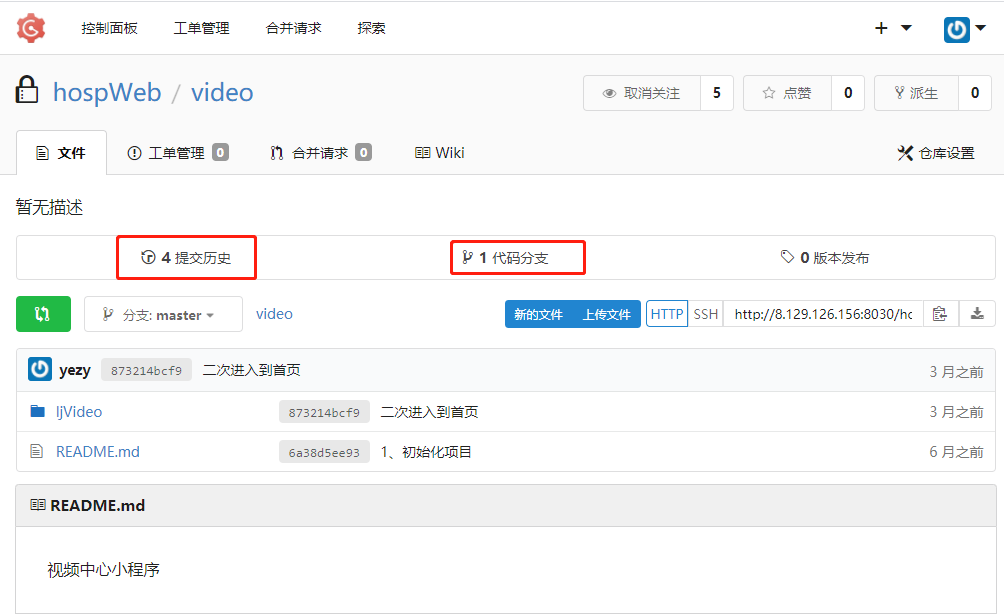 控制面板 工单管理 合并请求 探索
hospWeb / video 取消关注 5 点赞 0 派生 0
文件 工单管理 0 合并请求 0 Wiki 仓库设置
暂无描述
4 提交历史 1 代码分支 0 版本发布
分支: master video 新的文件 上传文件 HTTP SSH http://8.129.126.156:8030/hc
yezy 873214bcf9 二次进入到首页 3 月之前
ljVideo 873214bcf9 二次进入到首页 3 月之前
README.md 6a38d5ee93 1、初始化项目 6 月之前
README.md
视频中心小程序